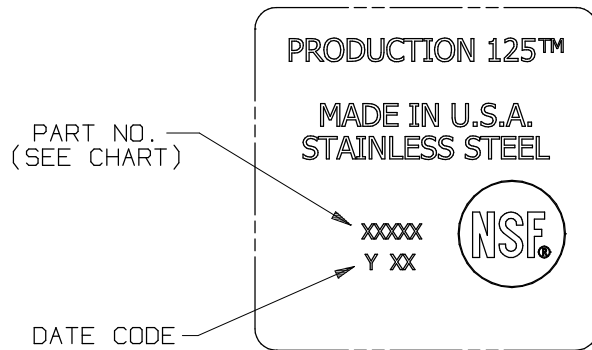 PRODUCTION 125™
MADE IN U.S.A.
STAINLESS STEEL
PART NO.
(SEE CHART)
XXXXX
NSF®
Y XX
DATE CODE